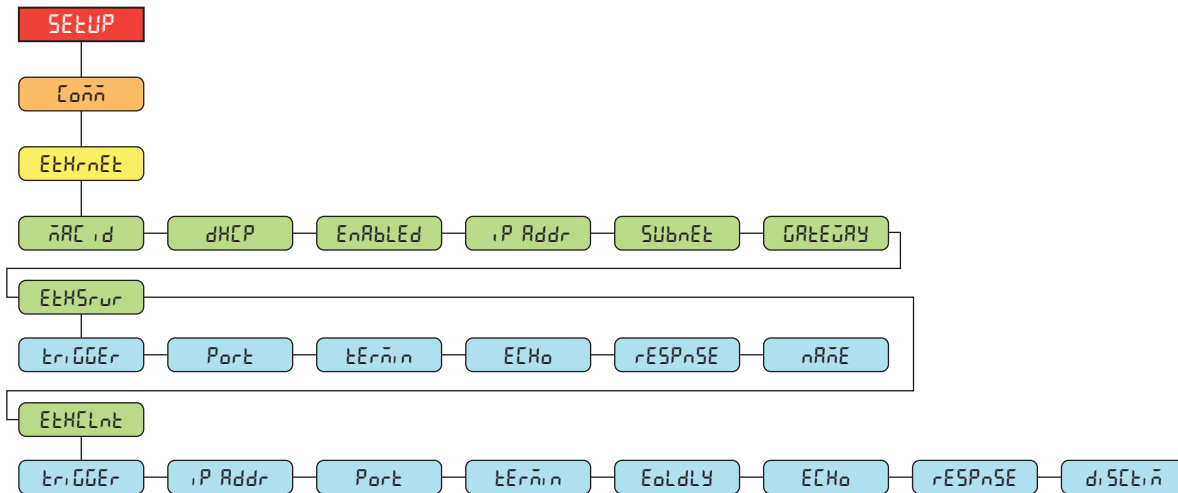 SEtUP
Comm
EtHrnEt
mAC id dHCP EnAbLEd iP Addr SUbnEt GAtEWAY
EtHSrvr
triGGEr Port tErmin ECHo rESPnSE nAmE
EtHCLnt
triGGEr iP Addr Port tErmin EoLdLY ECHo rESPnSE diSCtim